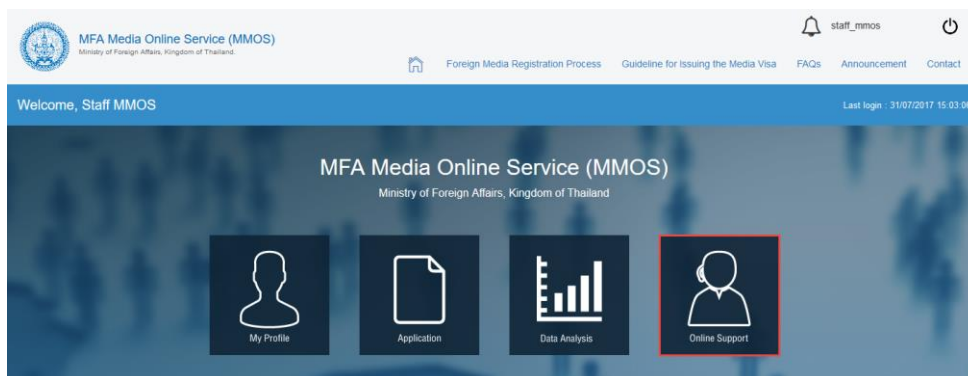 MFA Media Online Service (MMOS)
Ministry of Foreign Affairs, Kingdom of Thailand.
staff_mmos
Foreign Media Registration Process Guideline for Issuing the Media Visa FAQs Announcement Contact
Welcome, Staff MMOS
Last login : 31/07/2017 15:03:06
MFA Media Online Service (MMOS)
Ministry of Foreign Affairs, Kingdom of Thailand
My Profile
Application
Data Analysis
Online Support